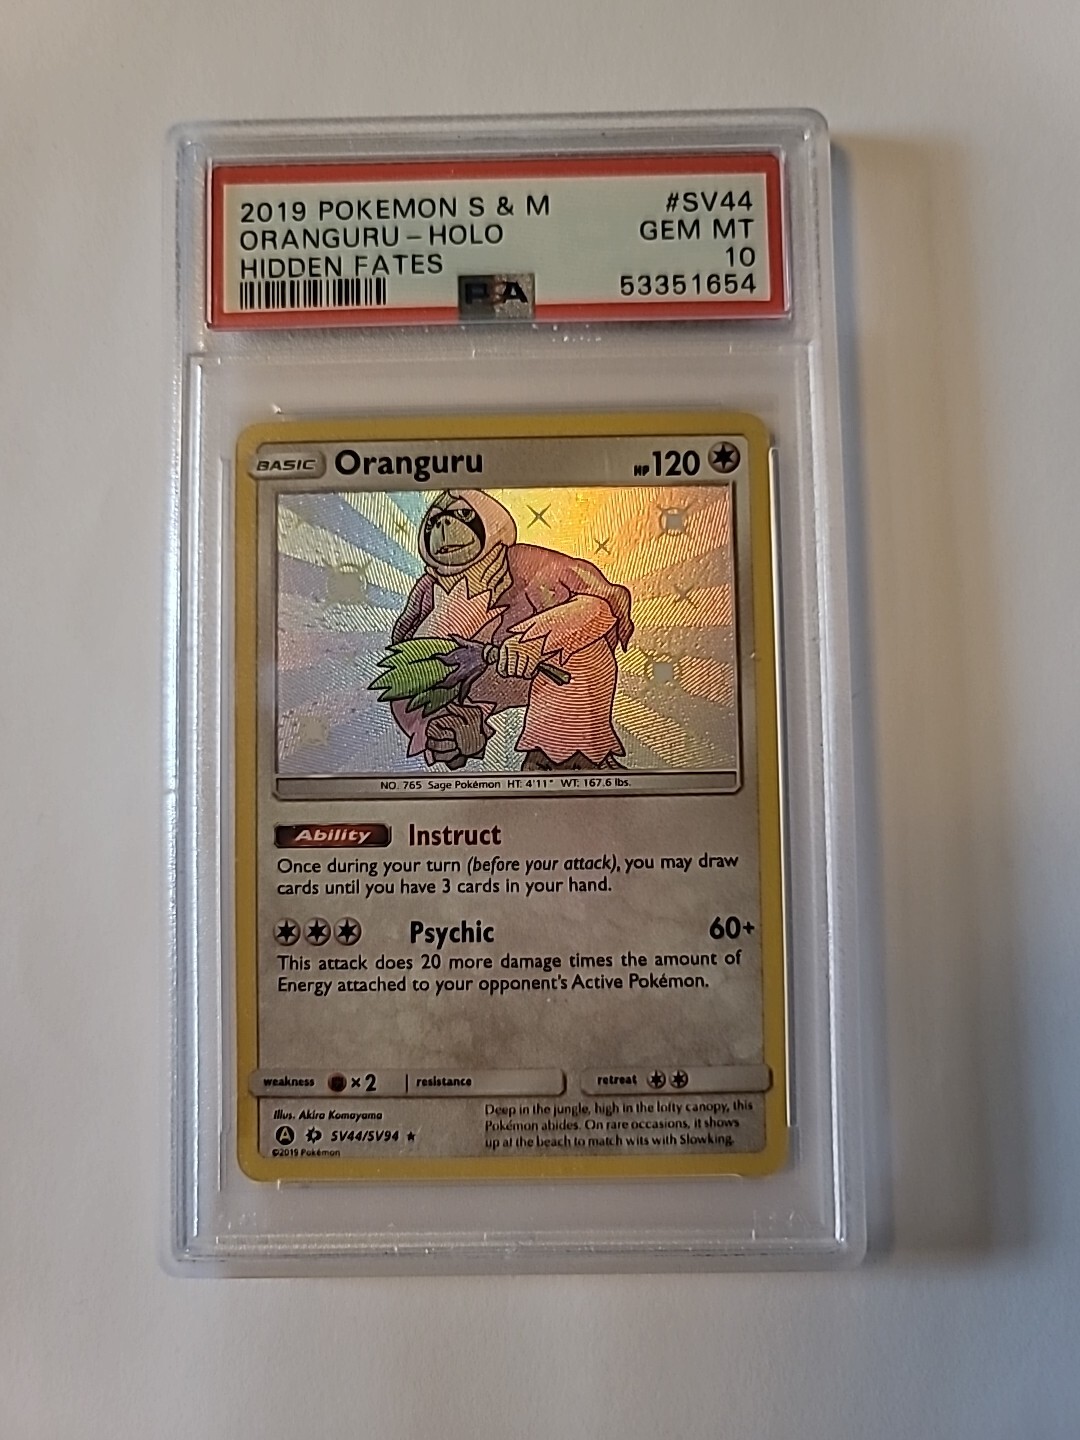 2019 POKEMON S & M #SV44
ORANGURU - HOLO GEM MT
HIDDEN FATES 10
PSA 53351654
BASIC Oranguru HP 120
NO. 765 Sage Pokémon HT: 4'11" WT: 167.6 lbs.
Ability Instruct
Once during your turn (before your attack), you may draw
cards until you have 3 cards in your hand.
Psychic 60+
This attack does 20 more damage times the amount of
Energy attached to your opponent's Active Pokémon.
weakness ×2 resistance retreat
Illus. Akira Komayama
A SV44/SV94
©2019 Pokémon
Deep in the jungle, high in the lofty canopy, this
Pokémon abides. On rare occasions, it shows
up at the beach to match wits with Slowking.